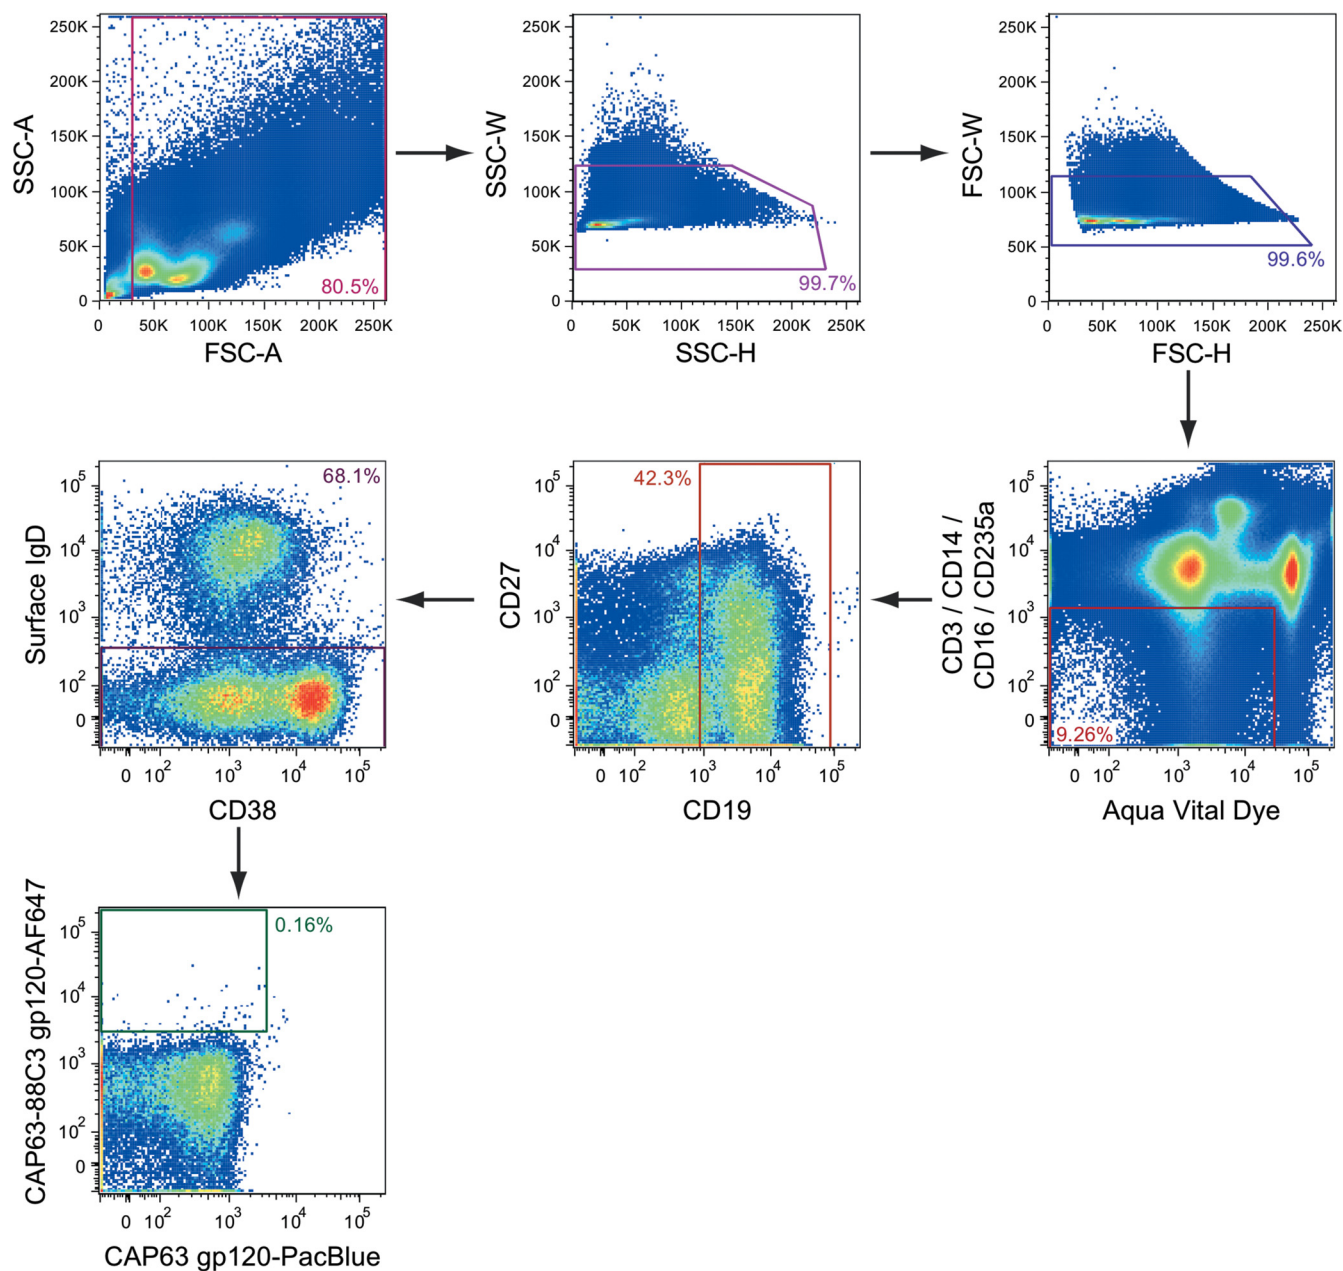 250K
200K
150K
100K
50K
0
SSC-A
80.5%
0 50K 100K 150K 200K 250K
FSC-A
250K
200K
150K
100K
50K
0
SSC-W
99.7%
0 50K 100K 150K 200K 250K
SSC-H
250K
200K
150K
100K
50K
0
FSC-W
99.6%
0 50K 100K 150K 200K 250K
FSC-H
68.1%
10^5
10^4
10^3
10^2
0
Surface IgD
0 10^2 10^3 10^4 10^5
CD38
42.3%
10^5
10^4
10^3
10^2
0
CD27
0 10^2 10^3 10^4 10^5
CD19
10^5
10^4
10^3
10^2
0
CD3 / CD14 /
CD16 / CD235a
9.26%
0 10^2 10^3 10^4 10^5
Aqua Vital Dye
0.16%
10^5
10^4
10^3
10^2
0
CAP63-88C3 gp120-AF647
0 10^2 10^3 10^4 10^5
CAP63 gp120-PacBlue